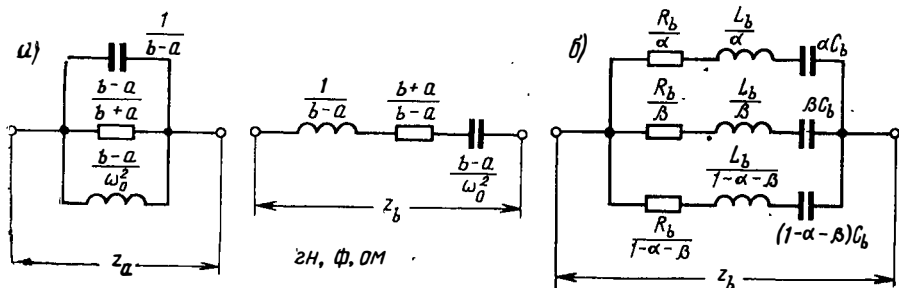 а)
1
b-a
b-a
b+a
b-a
ω₀²
z_a
1
b-a
b+a
b-a
b-a
ω₀²
z_b
гн, ф, ом
б)
R_b
α
L_b
α
αC_b
R_b
β
L_b
β
βC_b
L_b
1-α-β
R_b
1-α-β
(1-α-β)C_b
z_b